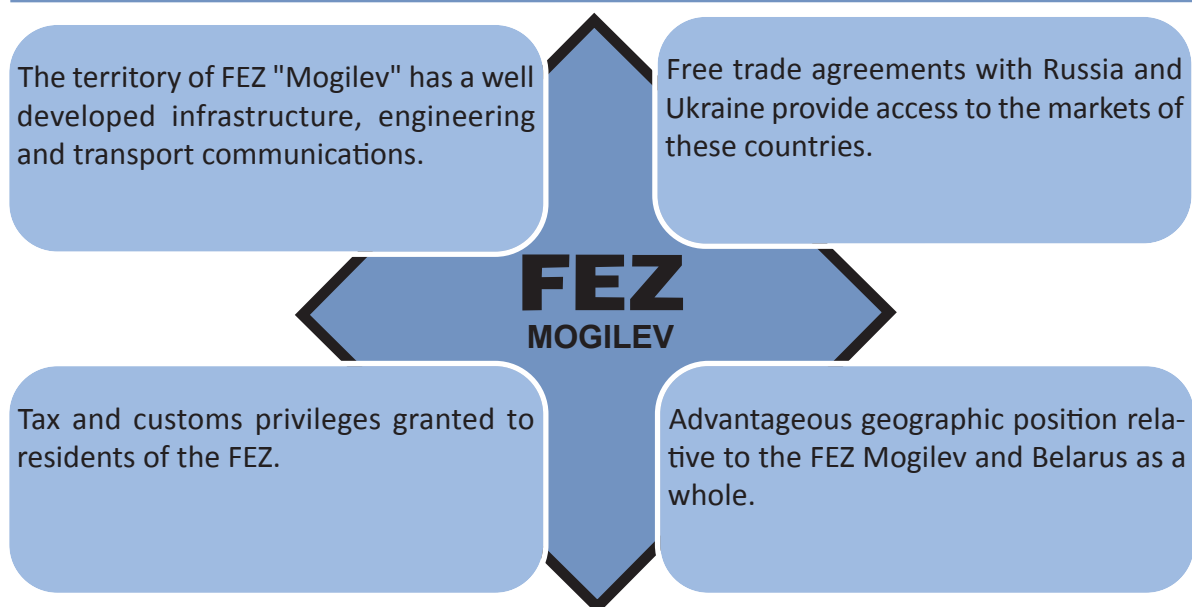 The territory of FEZ "Mogilev" has a well
developed infrastructure, engineering
and transport communications.
Free trade agreements with Russia and
Ukraine provide access to the markets of
these countries.
FEZ
MOGILEV
Tax and customs privileges granted to
residents of the FEZ.
Advantageous geographic position rela-
tive to the FEZ Mogilev and Belarus as a
whole.